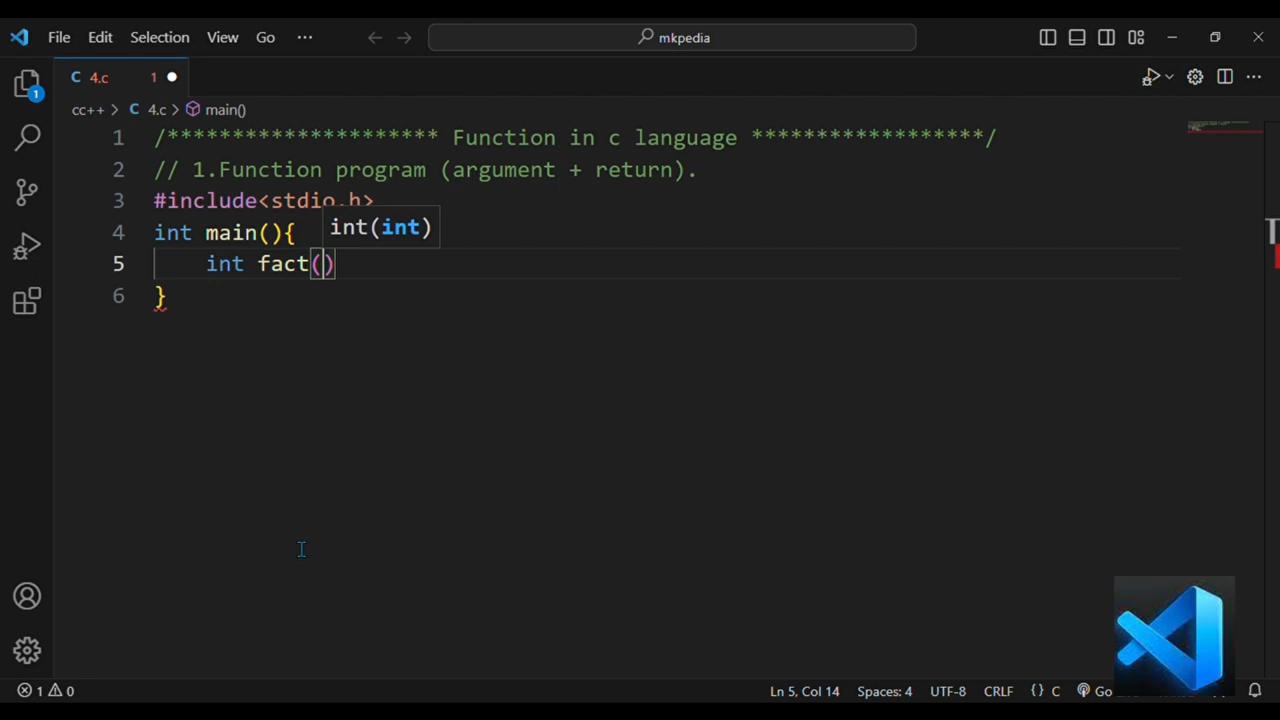 File Edit Selection View Go ··· mkpedia
C 4.c 1
cc++ > C 4.c > main()
1 /********************* Function in c language ******************/
2 // 1.Function program (argument + return).
3 #include<stdio.h>
int(int)
4 int main(){
5 int fact()
6 }
1 0 Ln 5, Col 14 Spaces: 4 UTF-8 CRLF {} C Go